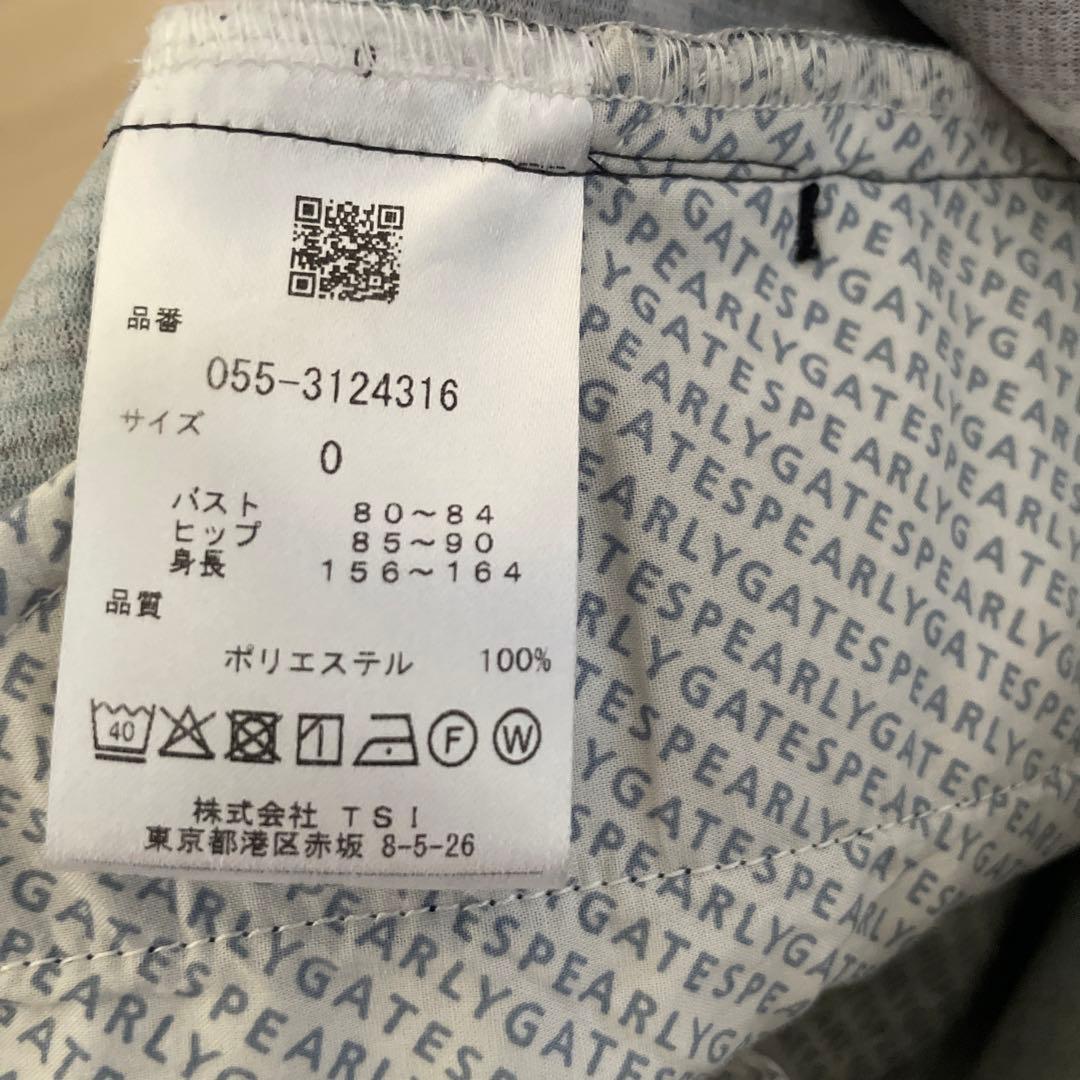 品番
055-3124316
サイズ
0
バスト 80～84
ヒップ 85～90
身長 156～164
品質
ポリエステル 100%
40
F W
株式会社 TSI
東京都港区赤坂 8-5-26
PEARLYGATESPEARLYGATES